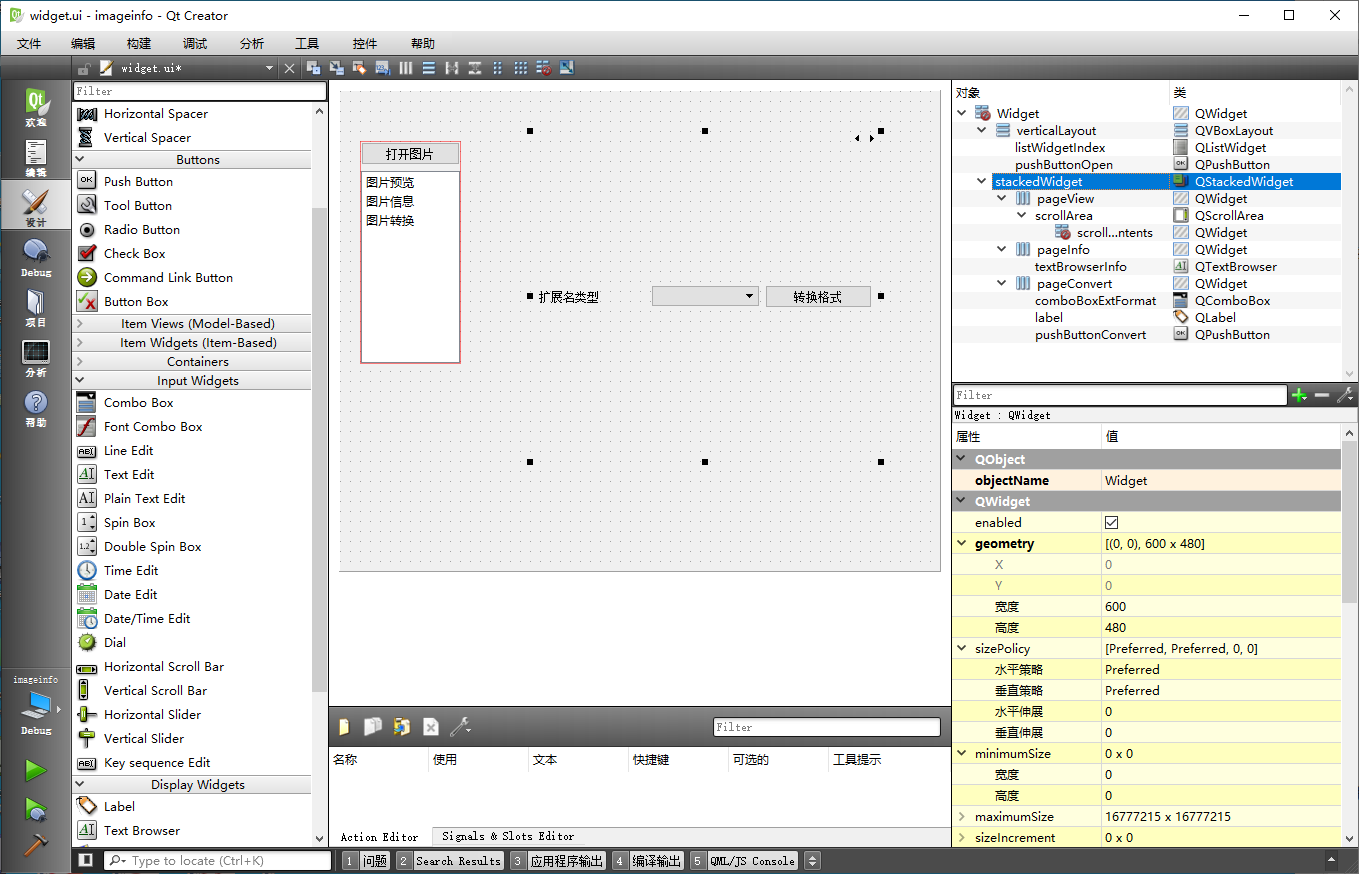 widget.ui - imageinfo - Qt Creator
文件 编辑 构建 调试 分析 工具 控件 帮助
widget.ui*
欢迎
编辑
设计
Debug
项目
分析
帮助
imageinfo
Debug
Filter
Horizontal Spacer
Vertical Spacer
Buttons
Push Button
Tool Button
Radio Button
Check Box
Command Link Button
Button Box
Item Views (Model-Based)
Item Widgets (Item-Based)
Containers
Input Widgets
Combo Box
Font Combo Box
Line Edit
Text Edit
Plain Text Edit
Spin Box
Double Spin Box
Time Edit
Date Edit
Date/Time Edit
Dial
Horizontal Scroll Bar
Vertical Scroll Bar
Horizontal Slider
Vertical Slider
Key sequence Edit
Display Widgets
Label
Text Browser
打开图片
图片预览
图片信息
图片转换
扩展名类型 转换格式
Filter
名称 使用 文本 快捷键 可选的 工具提示
Action Editor Signals & Slots Editor
对象 类
Widget QWidget
verticalLayout QVBoxLayout
listWidgetIndex QListWidget
pushButtonOpen QPushButton
stackedWidget QStackedWidget
pageView QWidget
scrollArea QScrollArea
scroll...ntents QWidget
pageInfo QWidget
textBrowserInfo QTextBrowser
pageConvert QWidget
comboBoxExtFormat QComboBox
label QLabel
pushButtonConvert QPushButton
Filter
Widget : QWidget
属性 值
QObject
objectName Widget
QWidget
enabled
geometry [(0, 0), 600 x 480]
X 0
Y 0
宽度 600
高度 480
sizePolicy [Preferred, Preferred, 0, 0]
水平策略 Preferred
垂直策略 Preferred
水平伸展 0
垂直伸展 0
minimumSize 0 x 0
宽度 0
高度 0
maximumSize 16777215 x 16777215
sizeIncrement 0 x 0
Type to locate (Ctrl+K) 1 问题 2 Search Results 3 应用程序输出 4 编译输出 5 QML/JS Console